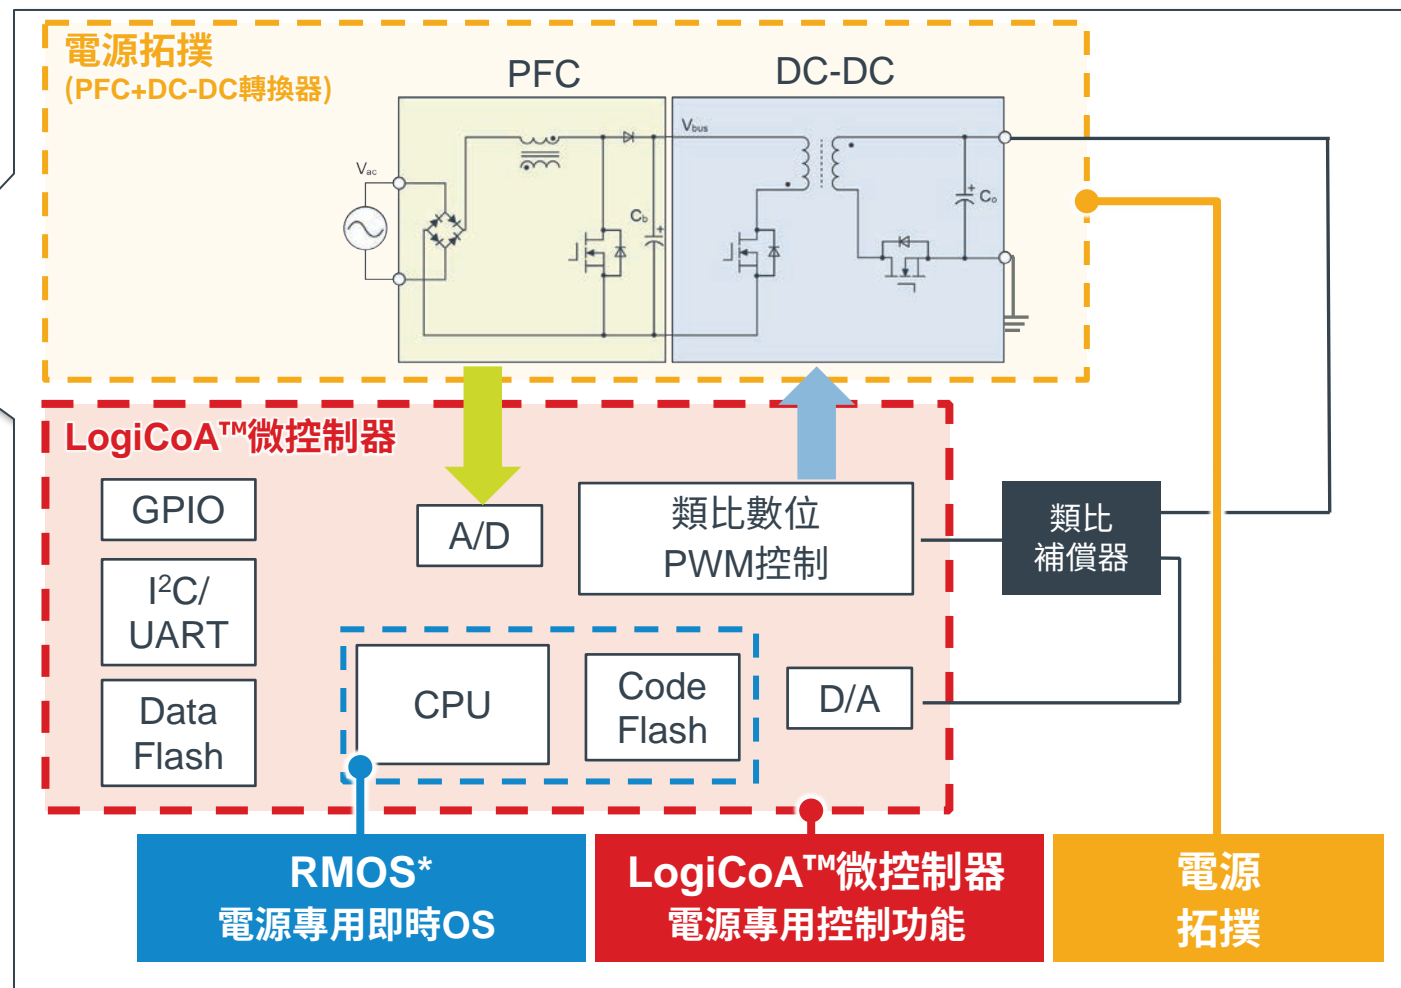 電源拓撲
(PFC+DC-DC轉換器)
PFC
DC-DC
Vbus
Vac
Cb
+
+
Co
LogiCoA™微控制器
GPIO
A/D
類比數位
PWM控制
類比
補償器
I²C/
UART
CPU
Code
Flash
D/A
Data
Flash
RMOS*
電源專用即時OS
LogiCoA™微控制器
電源專用控制功能
電源
拓撲